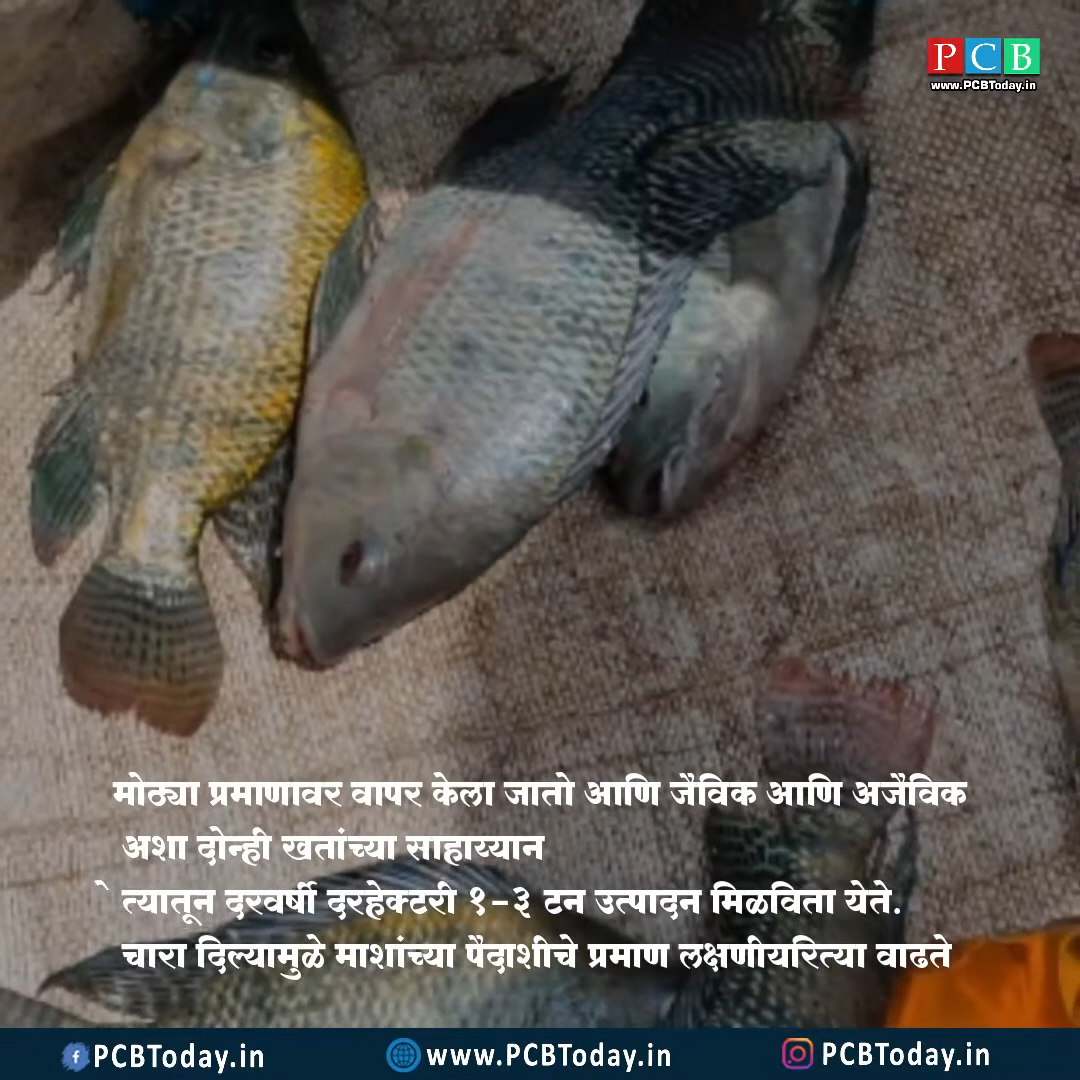 PCB
www.PCBToday.in
मोठ्या प्रमाणावर वापर केला जातो आणि जैविक आणि अजैविक
अशा दोन्ही खतांच्या साहाय्यान
े त्यातून दरवर्षी दरहेक्टरी १-३ टन उत्पादन मिळविता येते.
चारा दिल्यामुळे माशांच्या पैदाशीचे प्रमाण लक्षणीयरित्या वाढते
PCBToday.in www.PCBToday.in PCBToday.in